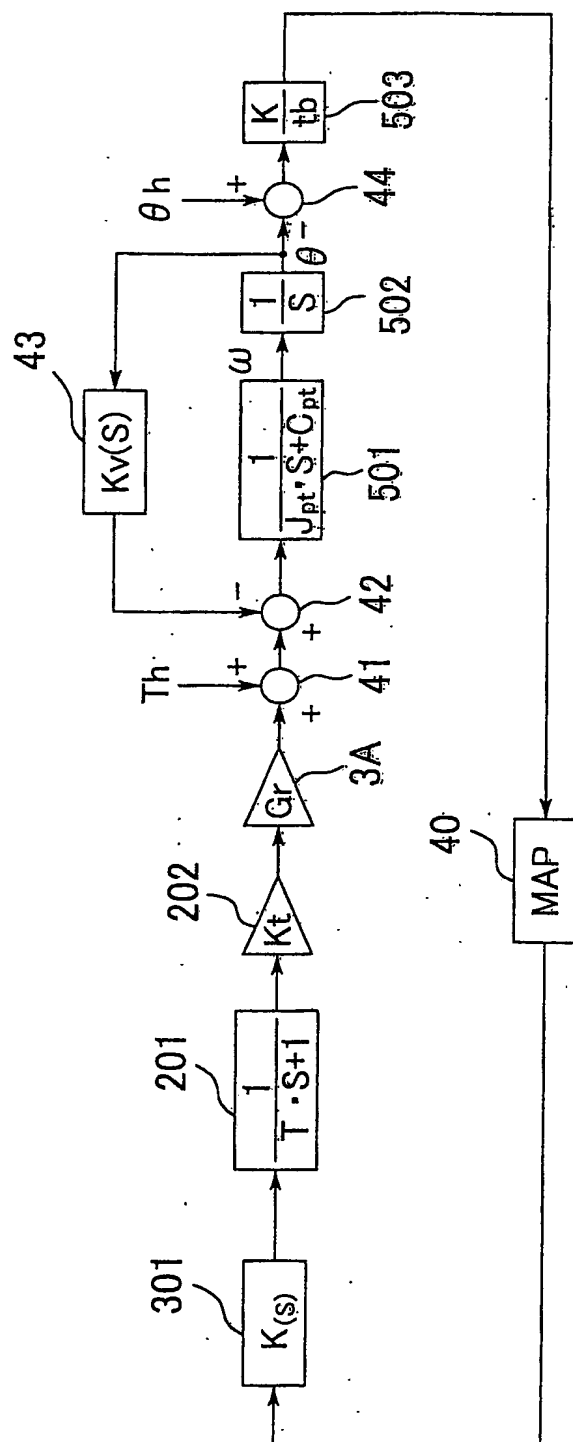 301
K(s)
201
1
T・S+1
202
Kt
3A
Gr
Th
+
+
41
42
+
−
43
Kv(S)
501
1
Jpt'S+Cpt
ω
502
1
S
θ
θh
+
−
44
503
K
tb
40
MAP